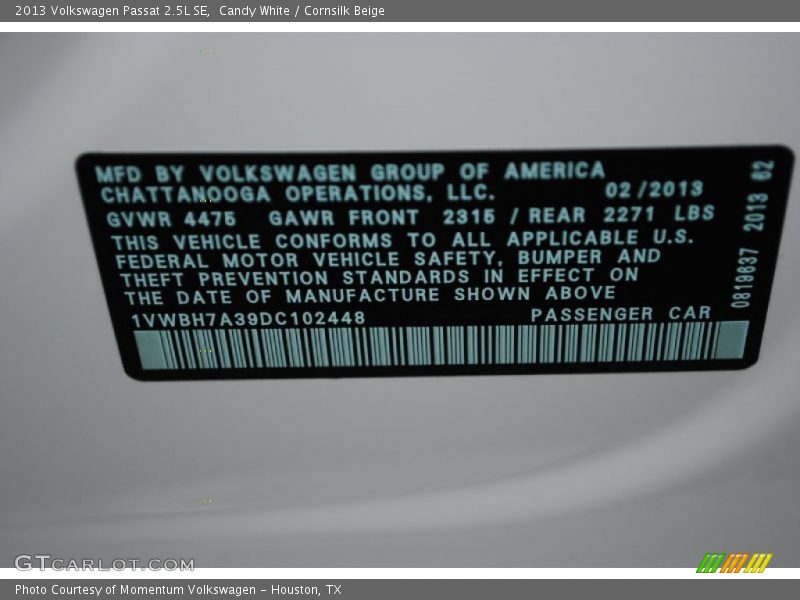 2013 Volkswagen Passat 2.5L SE,  Candy White / Cornsilk Beige
MFD BY VOLKSWAGEN GROUP OF AMERICA
CHATTANOOGA OPERATIONS, LLC. 02/2013
GVWR 4475 GAWR FRONT 2315 / REAR 2271 LBS
THIS VEHICLE CONFORMS TO ALL APPLICABLE U.S.
FEDERAL MOTOR VEHICLE SAFETY, BUMPER AND
THEFT PREVENTION STANDARDS IN EFFECT ON
THE DATE OF MANUFACTURE SHOWN ABOVE
1VWBH7A39DC102448 PASSENGER CAR
0819637 2013 62
GTCARLOT.COM
Photo Courtesy of Momentum Volkswagen - Houston, TX